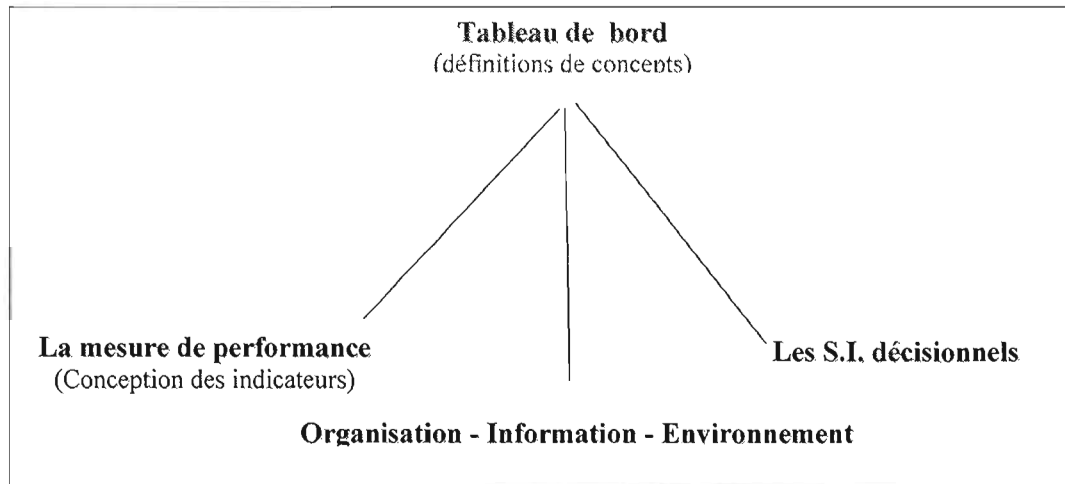 Tableau de bord
(définitions de concepts)
La mesure de performance
(Conception des indicateurs)
Les S.I. décisionnels
Organisation - Information - Environnement